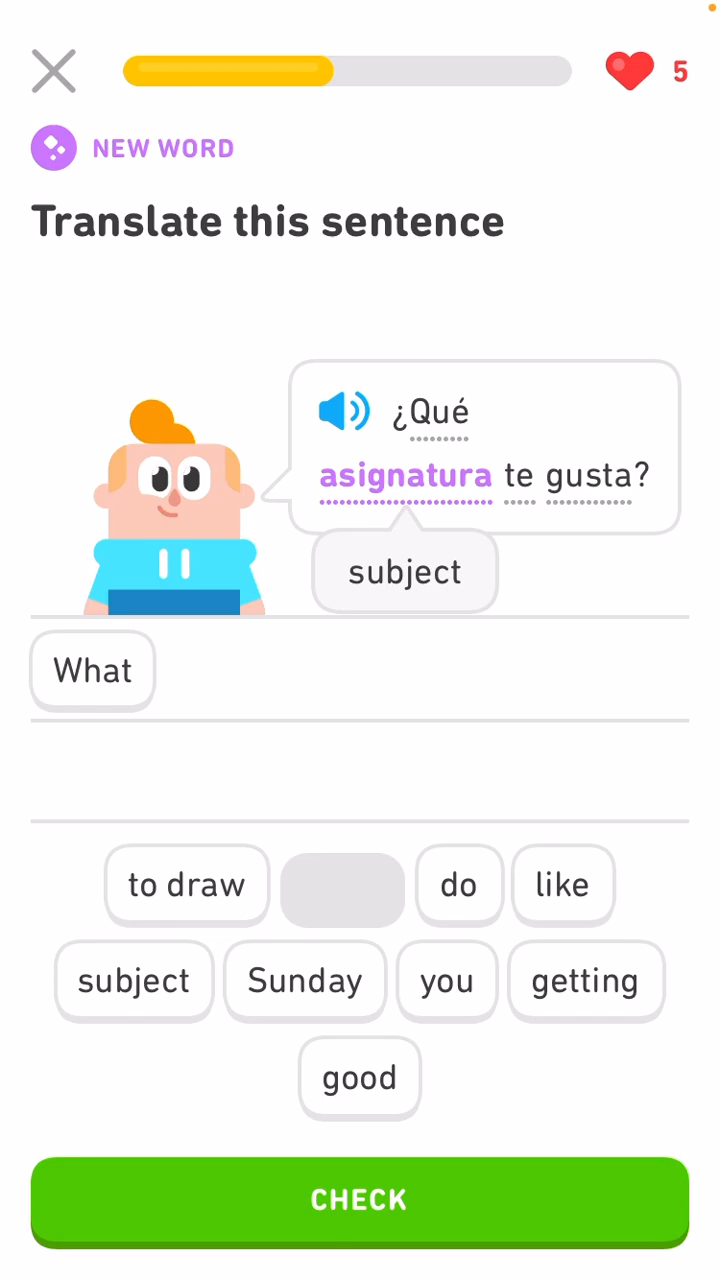 5
NEW WORD
Translate this sentence
¿Qué
asignatura te gusta?
subject
What
to draw do like
subject Sunday you getting
good
CHECK